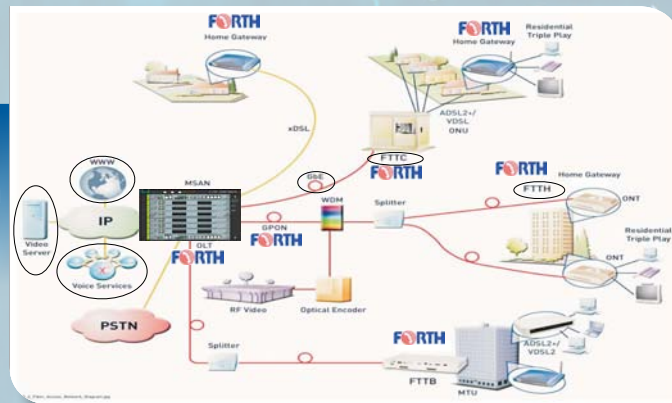 FORTH
Home Gateway
FORTH
Home Gateway
Residential
Triple Play
xDSL
ADSL2+/
VDSL
ONU
FTTC
FORTH
WWW
MSAN
GbE
FORTH
Home Gateway
FTTH
ONT
WDM
Splitter
IP
Video
Server
GPON
FORTH
OLT
FORTH
Residential
Triple Play
ONT
Voice Services
RF Video
Optical Encoder
PSTN
FORTH
ADSL2+/
VDSL2
Splitter
FTTB
MTU